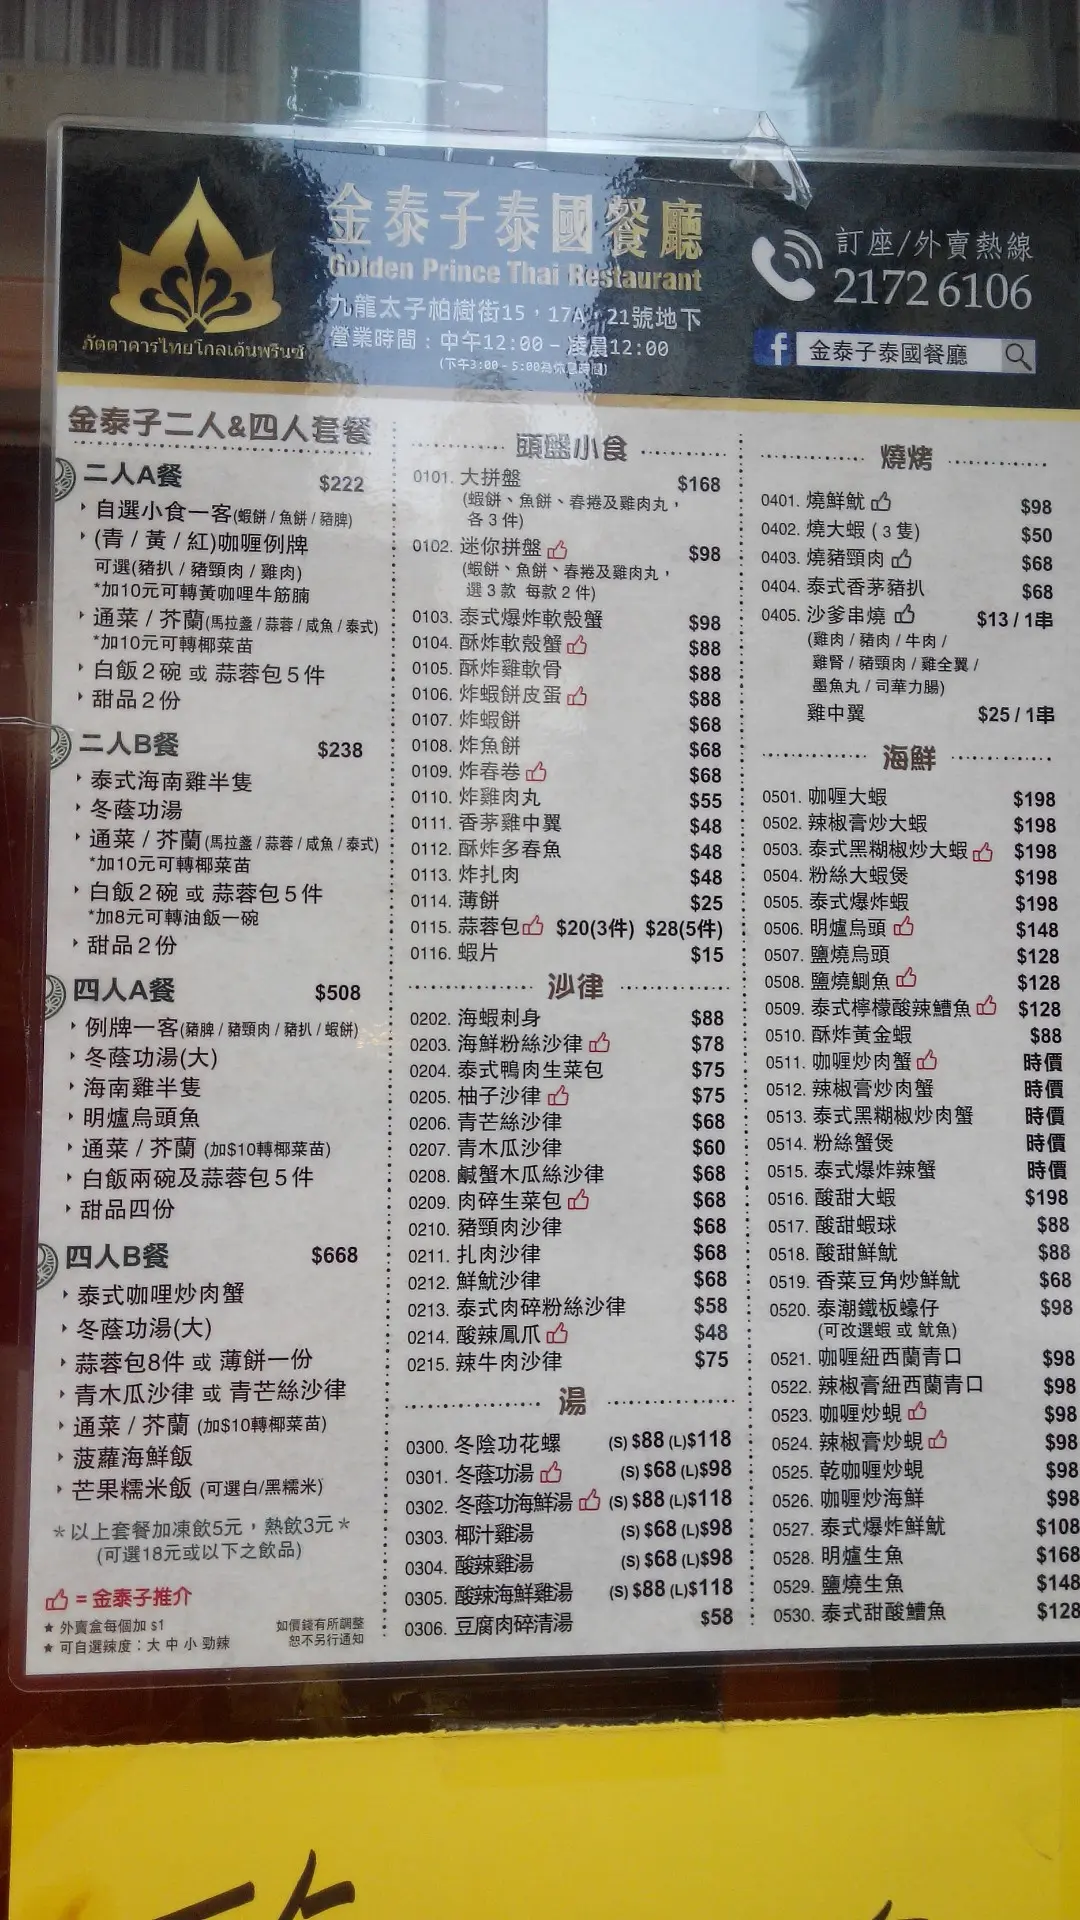 金泰子泰國餐廳
Golden Prince Thai Restaurant
九龍太子柏樹街15，17A，21號地下
營業時間：中午12:00－凌晨12:00
(下午3:00－5:00為休息時間)
ภัตตาคารไทยโกลเด้นพรินซ์
訂座/外賣熱線
2172 6106
f 金泰子泰國餐廳
金泰子二人&四人套餐
二人A餐 $222
自選小食一客(蝦餅 / 魚餅 / 豬脾)
(青 / 黃 / 紅)咖喱例牌
可選(豬扒 / 豬頸肉 / 雞肉)
*加10元可轉黃咖哩牛筋腩
通菜 / 芥蘭(馬拉盞 / 蒜蓉 / 咸魚 / 泰式)
*加10元可轉椰菜苗
白飯２碗 或 蒜蓉包５件
甜品２份
二人B餐 $238
泰式海南雞半隻
冬蔭功湯
通菜 / 芥蘭(馬拉盞 / 蒜蓉 / 咸魚 / 泰式)
*加10元可轉椰菜苗
白飯２碗 或 蒜蓉包５件
*加8元可轉油飯一碗
甜品２份
四人A餐 $508
例牌一客(豬脾 / 豬頸肉 / 豬扒 / 蝦餅)
冬蔭功湯(大)
海南雞半隻
明爐烏頭魚
通菜 / 芥蘭 (加$10轉椰菜苗)
白飯兩碗及蒜蓉包５件
甜品四份
四人B餐 $668
泰式咖哩炒肉蟹
冬蔭功湯(大)
蒜蓉包8件 或 薄餅一份
青木瓜沙律 或 青芒絲沙律
通菜 / 芥蘭 (加$10轉椰菜苗)
菠蘿海鮮飯
芒果糯米飯 (可選白/黑糯米)
＊以上套餐加凍飲5元，熱飲3元＊
(可選18元或以下之飲品)
= 金泰子推介
★ 外賣盒每個加 $1
★ 可自選辣度：大 中 小 勁辣
如價錢有所調整
恕不另行通知
頭盤小食
0101. 大拼盤 $168
(蝦餅、魚餅、春捲及雞肉丸，
各３件)
0102. 迷你拼盤 $98
(蝦餅、魚餅、春捲及雞肉丸，
選３款 每款２件)
0103. 泰式爆炸軟殼蟹 $98
0104. 酥炸軟殼蟹 $88
0105. 酥炸雞軟骨 $88
0106. 炸蝦餅皮蛋 $88
0107. 炸蝦餅 $68
0108. 炸魚餅 $68
0109. 炸春卷 $68
0110. 炸雞肉丸 $55
0111. 香茅雞中翼 $48
0112. 酥炸多春魚 $48
0113. 炸扎肉 $48
0114. 薄餅 $25
0115. 蒜蓉包 $20(3件) $28(5件)
0116. 蝦片 $15
沙律
0202. 海蝦刺身 $88
0203. 海鮮粉絲沙律 $78
0204. 泰式鴨肉生菜包 $75
0205. 柚子沙律 $75
0206. 青芒絲沙律 $68
0207. 青木瓜沙律 $60
0208. 鹹蟹木瓜絲沙律 $68
0209. 肉碎生菜包 $68
0210. 豬頸肉沙律 $68
0211. 扎肉沙律 $68
0212. 鮮魷沙律 $68
0213. 泰式肉碎粉絲沙律 $58
0214. 酸辣鳳爪 $48
0215. 辣牛肉沙律 $75
湯
0300. 冬陰功花螺 (S) $88 (L)$118
0301. 冬蔭功湯 (S) $68 (L)$98
0302. 冬蔭功海鮮湯 (S) $88 (L)$118
0303. 椰汁雞湯 (S) $68 (L)$98
0304. 酸辣雞湯 (S) $68 (L)$98
0305. 酸辣海鮮雞湯 (S) $88 (L)$118
0306. 豆腐肉碎清湯 $58
燒烤
0401. 燒鮮魷 $98
0402. 燒大蝦 (３隻) $50
0403. 燒豬頸肉 $68
0404. 泰式香茅豬扒 $68
0405. 沙爹串燒 $13 / 1串
(雞肉 / 豬肉 / 牛肉 /
雞腎 / 豬頸肉 / 雞全翼 /
墨魚丸 / 司華力腸)
雞中翼 $25 / 1串
海鮮
0501. 咖喱大蝦 $198
0502. 辣椒膏炒大蝦 $198
0503. 泰式黑糊椒炒大蝦 $198
0504. 粉絲大蝦煲 $198
0505. 泰式爆炸蝦 $198
0506. 明爐烏頭 $148
0507. 鹽燒烏頭 $128
0508. 鹽燒鯽魚 $128
0509. 泰式檸檬酸辣鱠魚 $128
0510. 酥炸黃金蝦 $88
0511. 咖喱炒肉蟹 時價
0512. 辣椒膏炒肉蟹 時價
0513. 泰式黑糊椒炒肉蟹 時價
0514. 粉絲蟹煲 時價
0515. 泰式爆炸辣蟹 時價
0516. 酸甜大蝦 $198
0517. 酸甜蝦球 $88
0518. 酸甜鮮魷 $88
0519. 香菜豆角炒鮮魷 $68
0520. 泰潮鐵板蠔仔 $98
(可改選蝦 或 魷魚)
0521. 咖喱紐西蘭青口 $98
0522. 辣椒膏紐西蘭青口 $98
0523. 咖喱炒蜆 $98
0524. 辣椒膏炒蜆 $98
0525. 乾咖喱炒蜆 $98
0526. 咖喱炒海鮮 $98
0527. 泰式爆炸鮮魷 $108
0528. 明爐生魚 $168
0529. 鹽燒生魚 $148
0530. 泰式甜酸鱠魚 $128